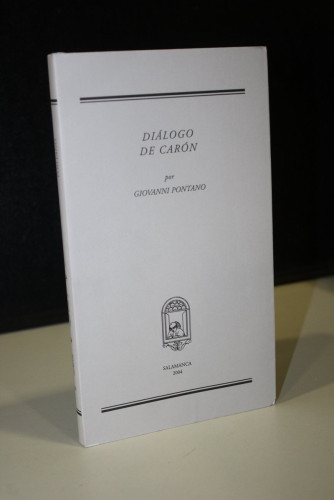 DIÁLOGO
DE CARÓN
por
GIOVANNI PONTANO
SALAMANCA
2004